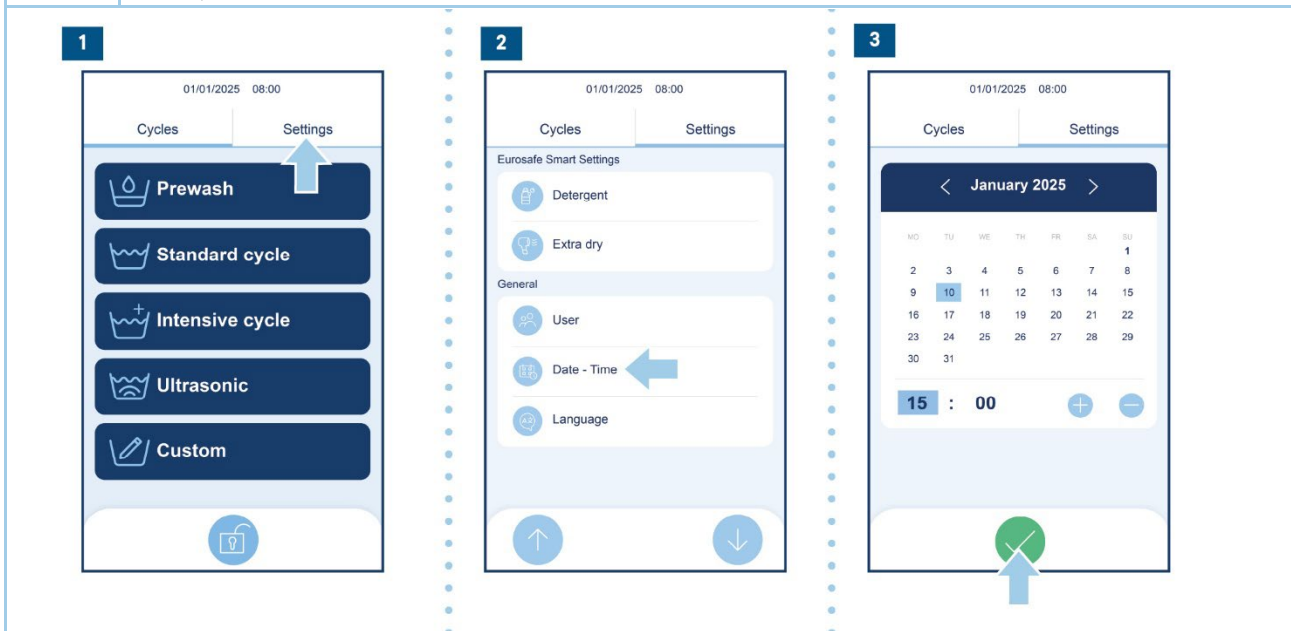 1
01/01/2025 08:00
Cycles Settings
Prewash
Standard cycle
Intensive cycle
Ultrasonic
Custom
2
01/01/2025 08:00
Cycles Settings
Eurosafe Smart Settings
Detergent
Extra dry
General
User
Date - Time
Language
3
01/01/2025 08:00
Cycles Settings
< January 2025 >
MO TU WE TH FR SA SU
1
2 3 4 5 6 7 8
9 10 11 12 13 14 15
16 17 18 19 20 21 22
23 24 25 26 27 28 29
30 31
15 : 00